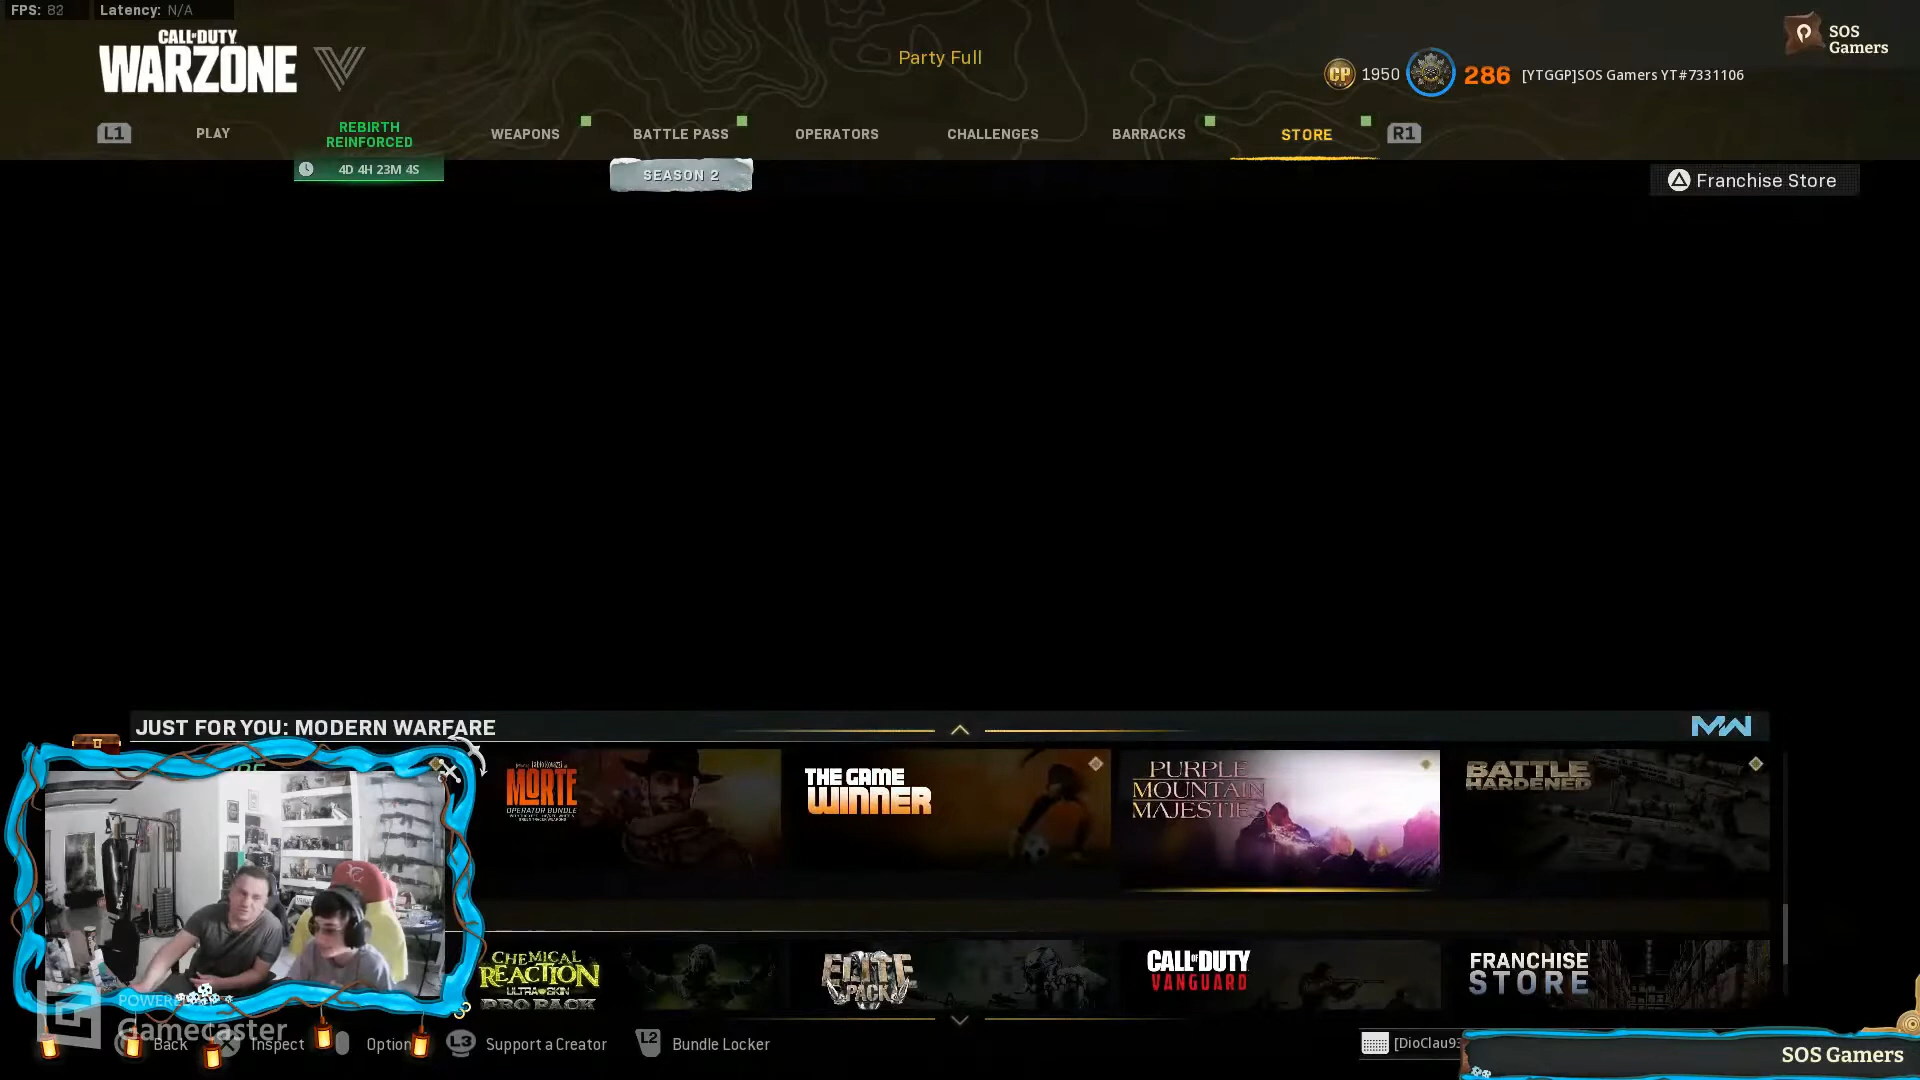 FPS: 82
Latency: N/A
CALL OF DUTY
WARZONE
Party Full
CP 1950
286
[YTGGP]SOS Gamers YT#7331106
SOS
Gamers
L1
PLAY
REBIRTH
REINFORCED
WEAPONS
BATTLE PASS
OPERATORS
CHALLENGES
BARRACKS
STORE
R1
4D 4H 23M 4S
SEASON 2
Franchise Store
JUST FOR YOU: MODERN WARFARE
MW
MORTE
OPERATOR BUNDLE
THE GAME
WINNER
PURPLE
MOUNTAIN
MAJESTIES
BATTLE
HARDENED
CHEMICAL
REACTION
ULTRA SKIN
PRO PACK
ELITE
PACK
CALL OF DUTY
VANGUARD
FRANCHISE
STORE
POWERED
Gamecaster
Back
Inspect
Option
L3
Support a Creator
L2
Bundle Locker
[DioClau93
SOS Gamers